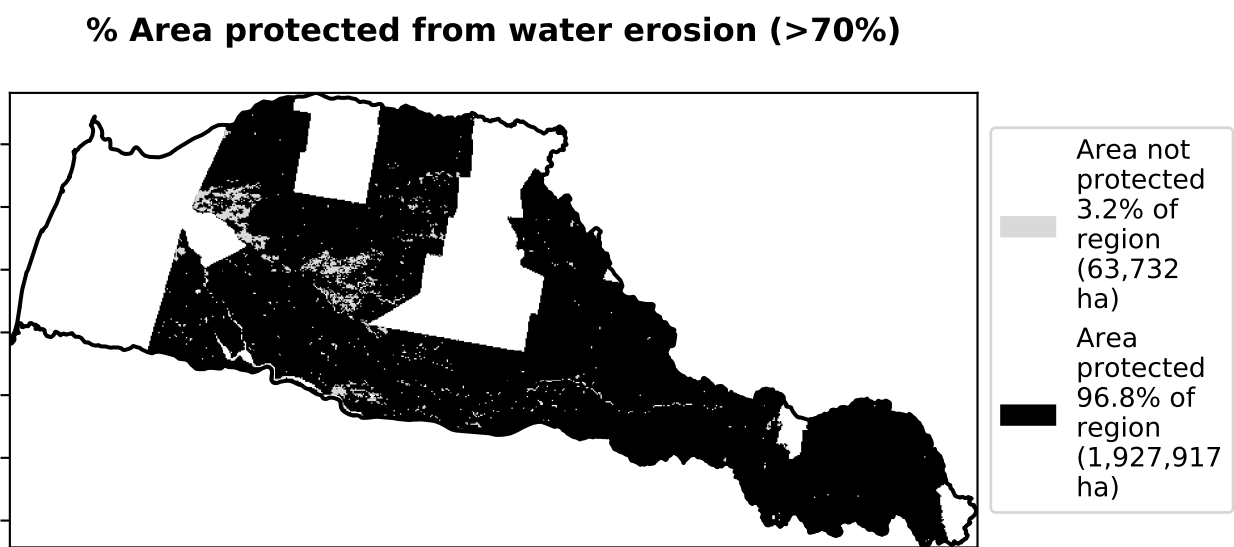 % Area protected from water erosion (>70%)
Area not
protected
3.2% of
region
(63,732
ha)
Area
protected
96.8% of
region
(1,927,917
ha)